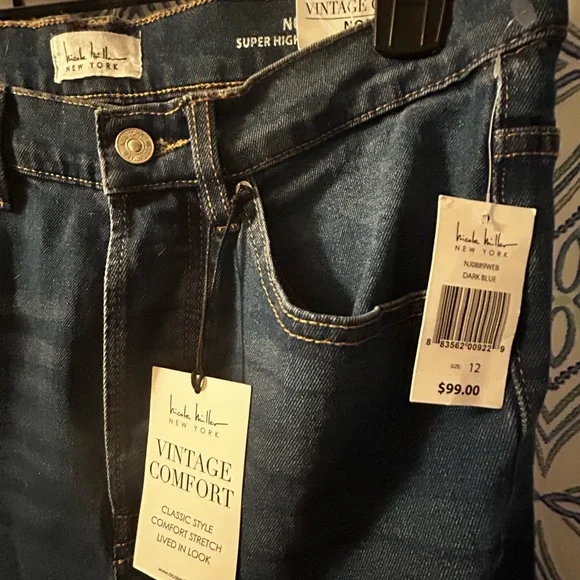 nicole miller
NEW YORK
VINTAGE
SUPER HIGH
nicole miller
NEW YORK
NJ0889WEB
DARK BLUE
8 83562 00922 9
SIZE: 12
$99.00
nicole miller
NEW YORK
VINTAGE
COMFORT
CLASSIC STYLE
COMFORT STRETCH
LIVED IN LOOK